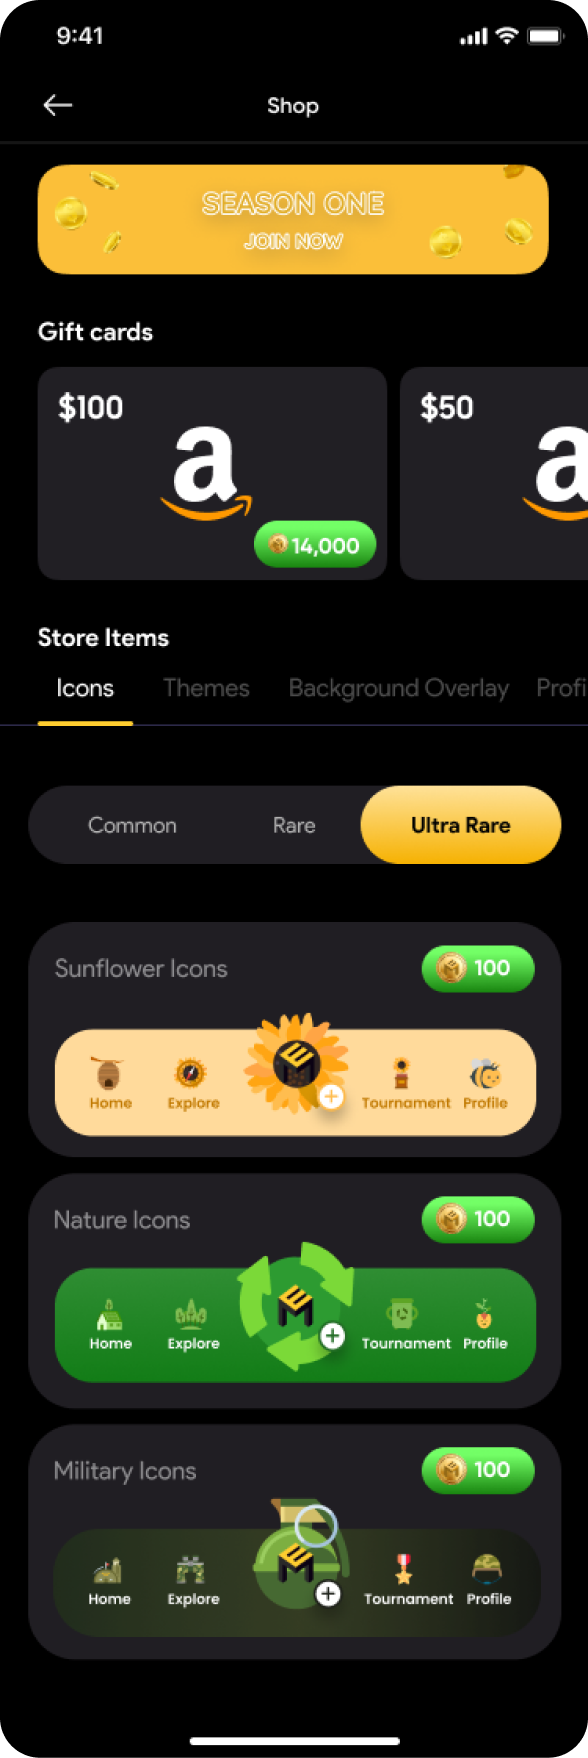 9:41
Shop
SEASON ONE
JOIN NOW
Gift cards
$100
$50
14,000
Store Items
Icons Themes Background Overlay Profi
Common Rare Ultra Rare
Sunflower Icons 100
Home Explore Tournament Profile
Nature Icons 100
Home Explore Tournament Profile
Military Icons 100
Home Explore Tournament Profile